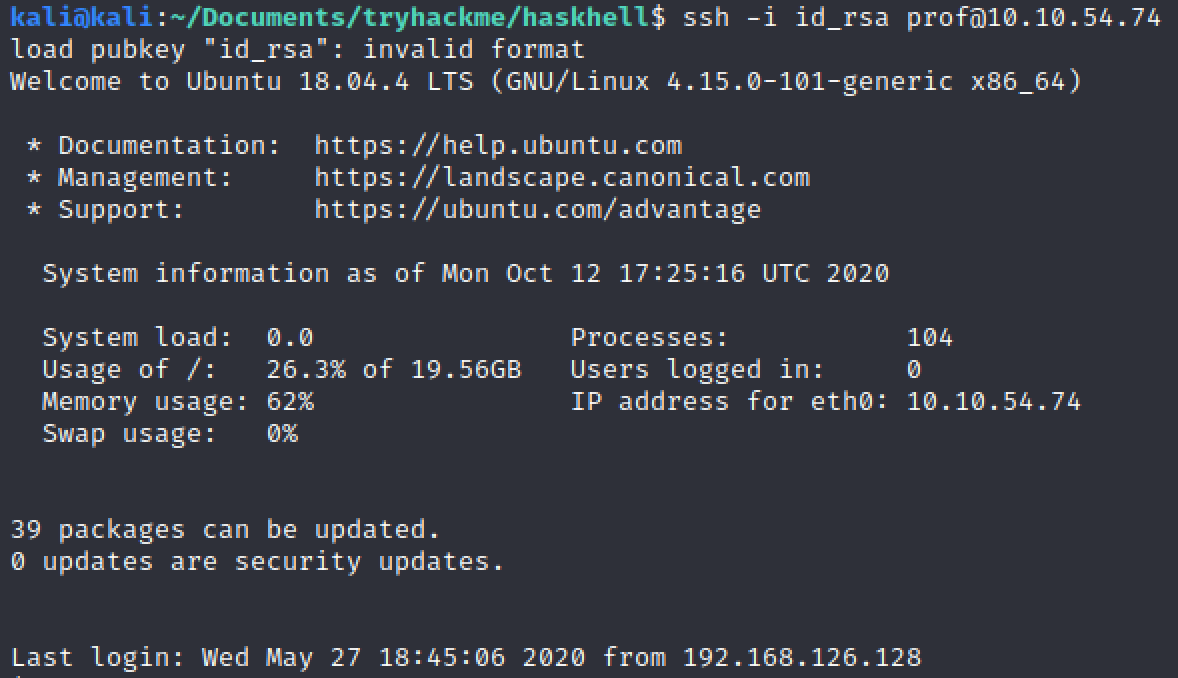 kali@kali:~/Documents/tryhackme/haskhell$ ssh -i id_rsa prof@10.10.54.74
load pubkey "id_rsa": invalid format
Welcome to Ubuntu 18.04.4 LTS (GNU/Linux 4.15.0-101-generic x86_64)
* Documentation:  https://help.ubuntu.com
* Management:     https://landscape.canonical.com
* Support:        https://ubuntu.com/advantage
System information as of Mon Oct 12 17:25:16 UTC 2020
System load:  0.0                Processes:           104
Usage of /:   26.3% of 19.56GB   Users logged in:     0
Memory usage: 62%                IP address for eth0: 10.10.54.74
Swap usage:   0%
39 packages can be updated.
0 updates are security updates.
Last login: Wed May 27 18:45:06 2020 from 192.168.126.128